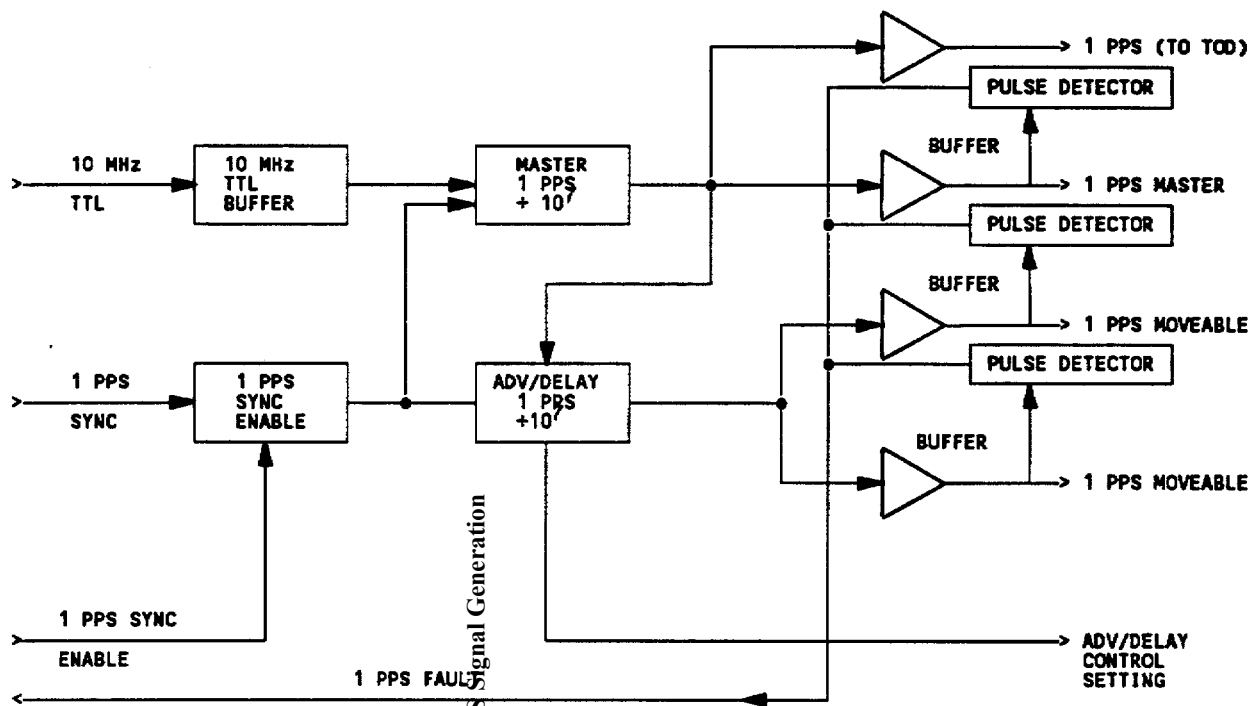 1 PPS (TO TOD)
PULSE DETECTOR
10 MHz
TTL
10 MHz
TTL
BUFFER
MASTER
1 PPS
+ 10⁷
BUFFER
1 PPS MASTER
PULSE DETECTOR
BUFFER
1 PPS MOVEABLE
PULSE DETECTOR
1 PPS
SYNC
1 PPS
SYNC
ENABLE
ADV/DELAY
1 PPS
+10⁷
BUFFER
1 PPS MOVEABLE
Signal Generation
1 PPS SYNC
ENABLE
ADV/DELAY
CONTROL
SETTING
1 PPS FAULT